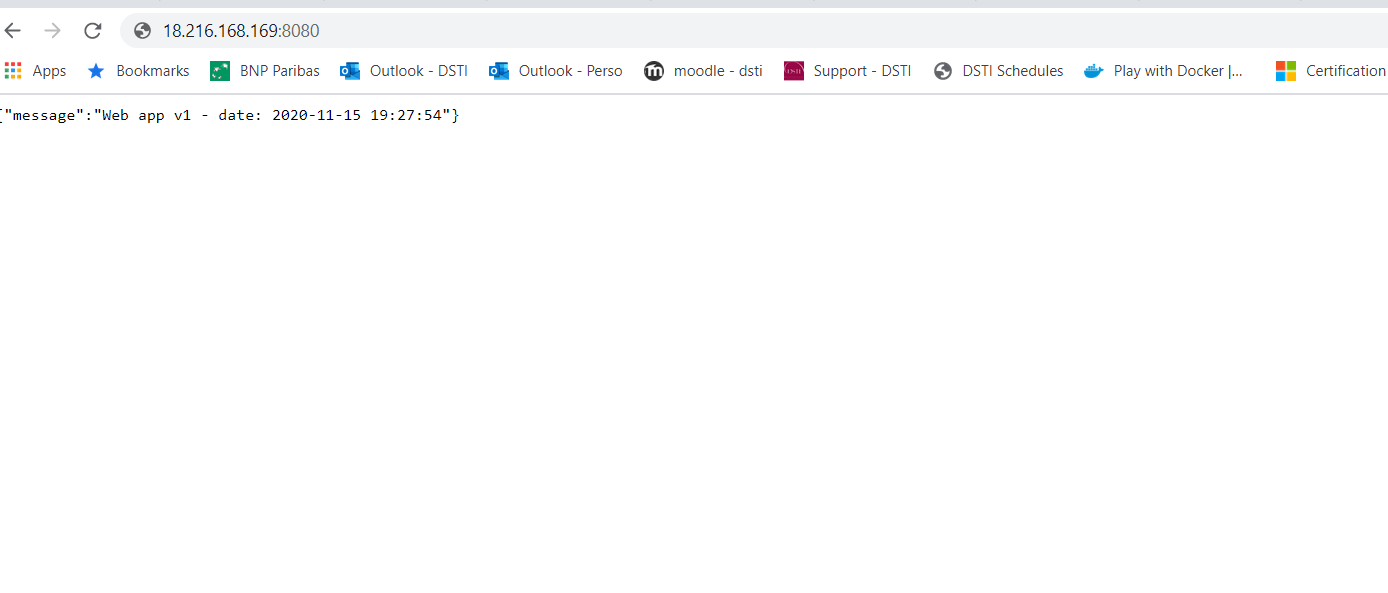 18.216.168.169:8080
Apps Bookmarks BNP Paribas Outlook - DSTI Outlook - Perso moodle - dsti Support - DSTI DSTI Schedules Play with Docker |... Certification
{"message":"Web app v1 - date: 2020-11-15 19:27:54"}